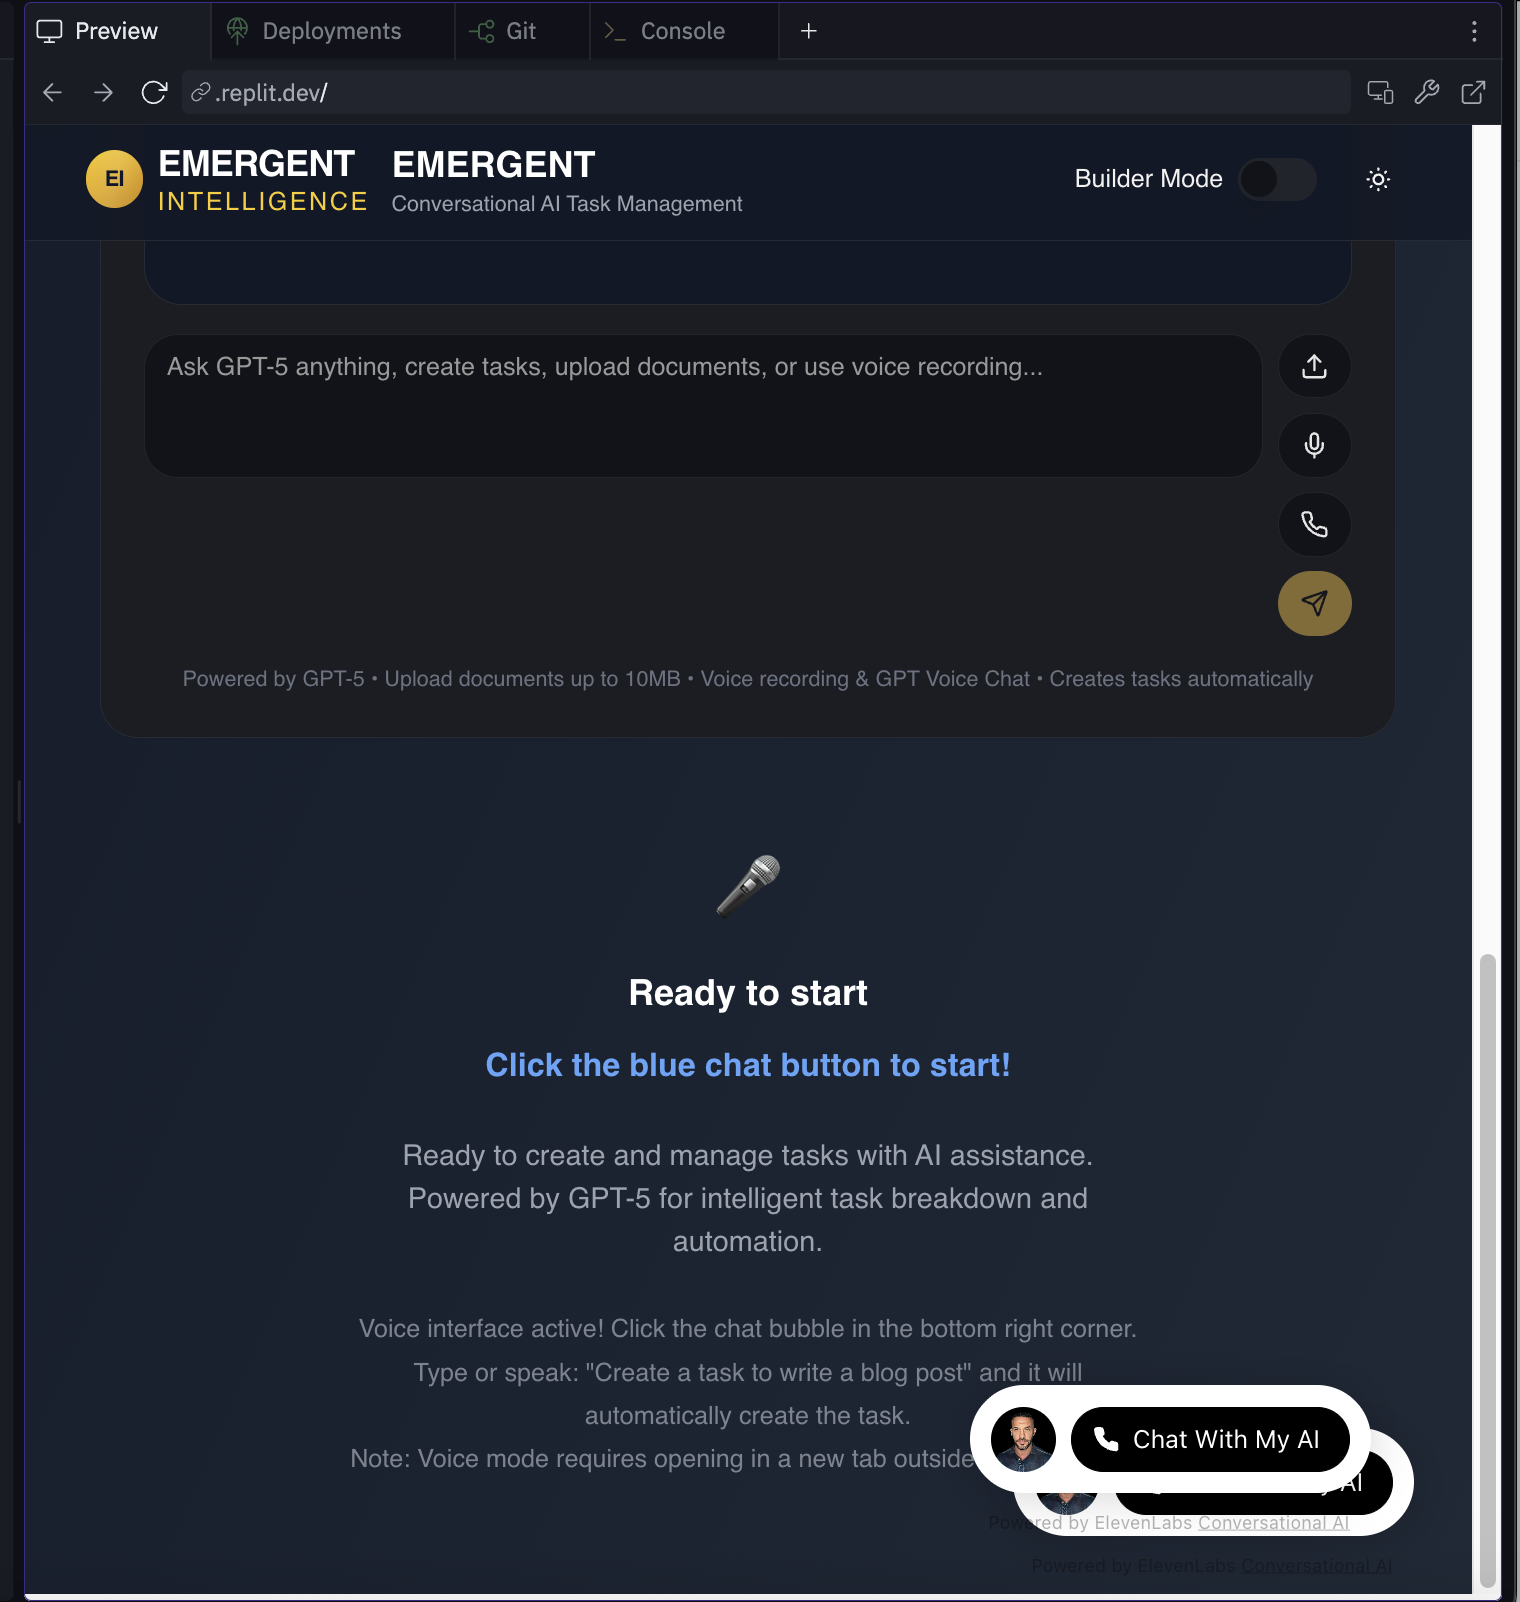 Preview
Deployments
Git
Console
.replit.dev/
EI
EMERGENT
INTELLIGENCE
EMERGENT
Conversational AI Task Management
Builder Mode
Ask GPT-5 anything, create tasks, upload documents, or use voice recording...
Powered by GPT-5 • Upload documents up to 10MB • Voice recording & GPT Voice Chat • Creates tasks automatically
Ready to start
Click the blue chat button to start!
Ready to create and manage tasks with AI assistance.
Powered by GPT-5 for intelligent task breakdown and
automation.
Voice interface active! Click the chat bubble in the bottom right corner.
Type or speak: "Create a task to write a blog post" and it will
automatically create the task.
Note: Voice mode requires opening in a new tab outside
Chat With My AI
AI
Powered by ElevenLabs Conversational AI
Powered by ElevenLabs Conversational AI